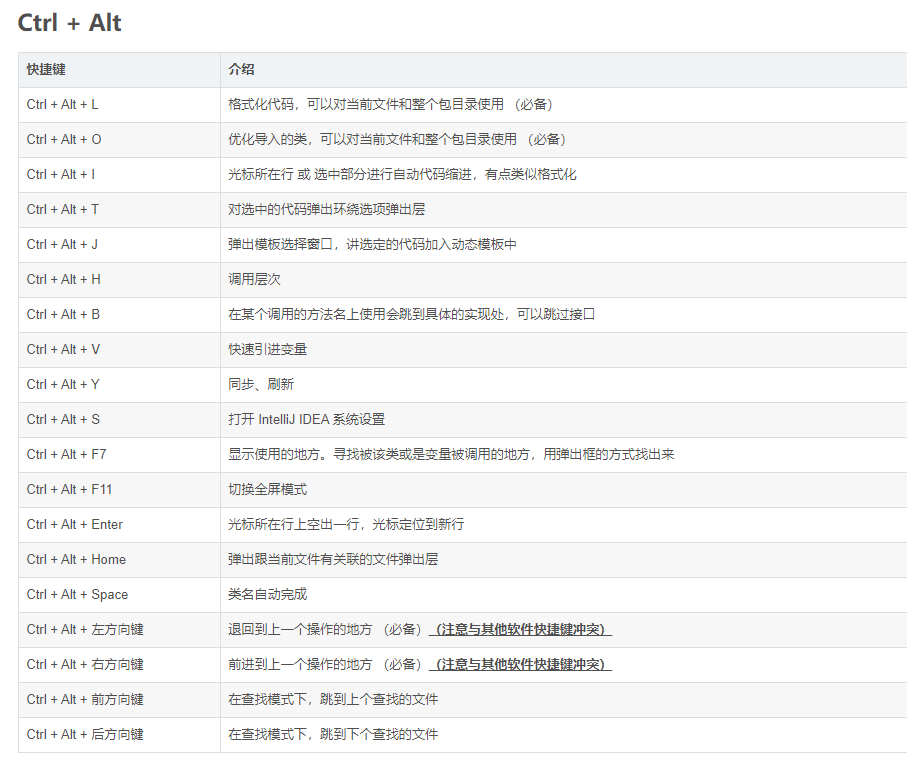 Ctrl + Alt
快捷键 介绍
Ctrl + Alt + L 格式化代码，可以对当前文件和整个包目录使用 （必备）
Ctrl + Alt + O 优化导入的类，可以对当前文件和整个包目录使用 （必备）
Ctrl + Alt + I 光标所在行 或 选中部分进行自动代码缩进，有点类似格式化
Ctrl + Alt + T 对选中的代码弹出环绕选项弹出层
Ctrl + Alt + J 弹出模板选择窗口，讲选定的代码加入动态模板中
Ctrl + Alt + H 调用层次
Ctrl + Alt + B 在某个调用的方法名上使用会跳到具体的实现处，可以跳过接口
Ctrl + Alt + V 快速引进变量
Ctrl + Alt + Y 同步、刷新
Ctrl + Alt + S 打开 IntelliJ IDEA 系统设置
Ctrl + Alt + F7 显示使用的地方。寻找被该类或是变量被调用的地方，用弹出框的方式找出来
Ctrl + Alt + F11 切换全屏模式
Ctrl + Alt + Enter 光标所在行上空出一行，光标定位到新行
Ctrl + Alt + Home 弹出跟当前文件有关联的文件弹出层
Ctrl + Alt + Space 类名自动完成
Ctrl + Alt + 左方向键 退回到上一个操作的地方 （必备）（注意与其他软件快捷键冲突）
Ctrl + Alt + 右方向键 前进到上一个操作的地方 （必备）（注意与其他软件快捷键冲突）
Ctrl + Alt + 前方向键 在查找模式下，跳到上个查找的文件
Ctrl + Alt + 后方向键 在查找模式下，跳到下个查找的文件